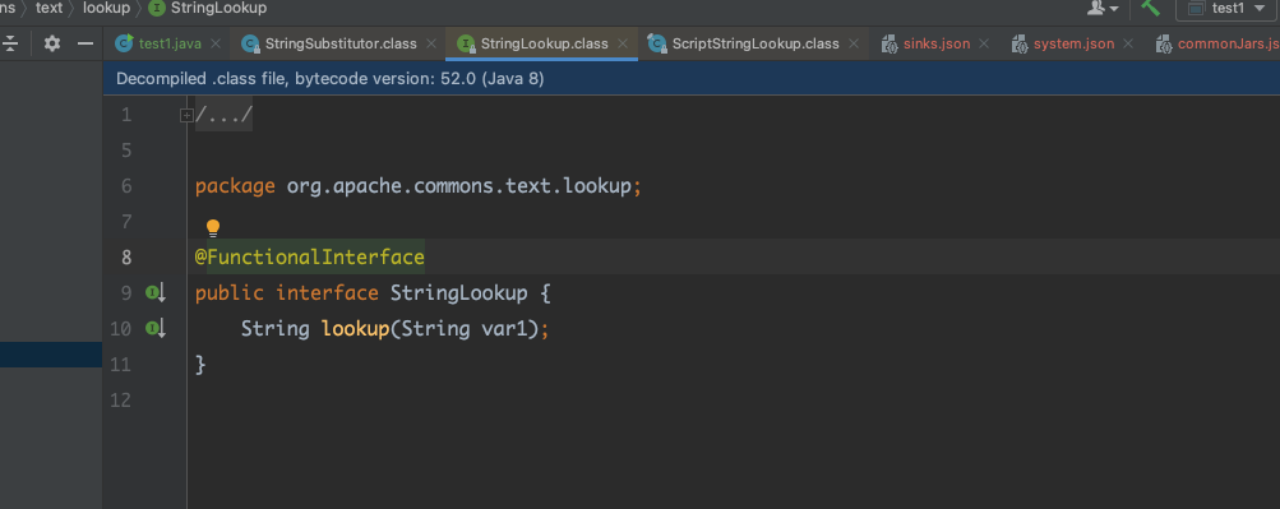 ns text lookup StringLookup
test1
test1.java StringSubstitutor.class StringLookup.class ScriptStringLookup.class sinks.json system.json commonJars.js
Decompiled .class file, bytecode version: 52.0 (Java 8)
1 /.../
5
6 package org.apache.commons.text.lookup;
7
8 @FunctionalInterface
9 public interface StringLookup {
10 String lookup(String var1);
11 }
12